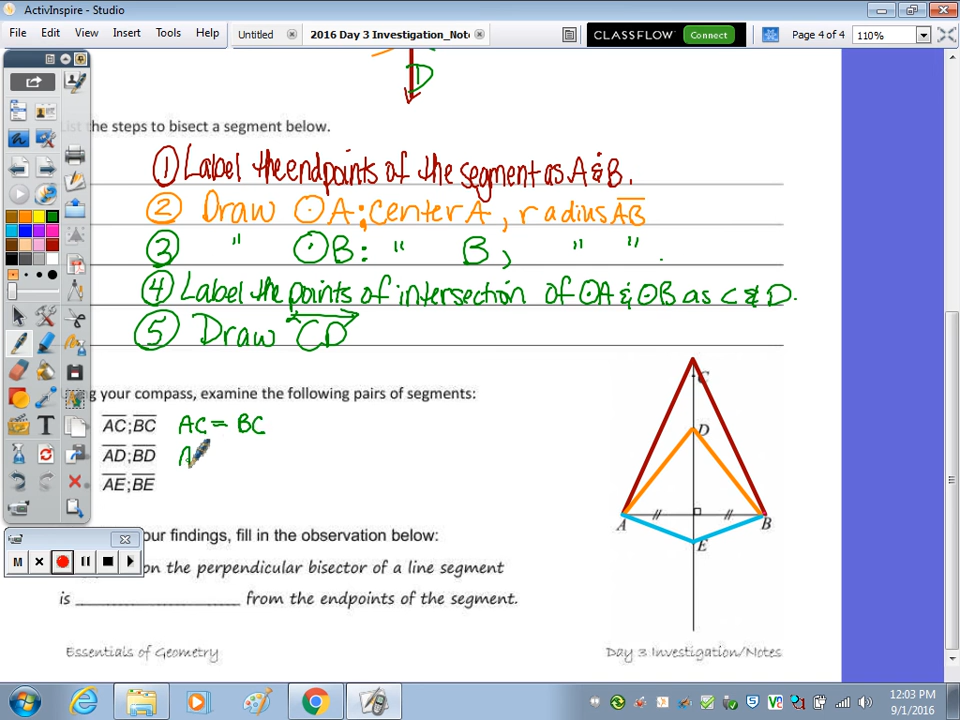 ActivInspire - Studio
File Edit View Insert Tools Help Untitled 2016 Day 3 Investigation_Note CLASSFLOW Connect Page 4 of 4 110%
D
the steps to bisect a segment below.
① Label the endpoints of the segment as A & B.
② Draw ⊙A: center A, radius AB
③ " ⊙B: " B, " ".
④ Label the points of intersection of ⊙A & ⊙B as C & D.
⑤ Draw CD
your compass, examine the following pairs of segments:
AC; BC AC = BC
AD; BD A
AE; BE
C
D
A B
E
our findings, fill in the observation below:
M
on the perpendicular bisector of a line segment
is ____________________ from the endpoints of the segment.
Essentials of Geometry Day 3 Investigation/Notes
12:03 PM
9/1/2016